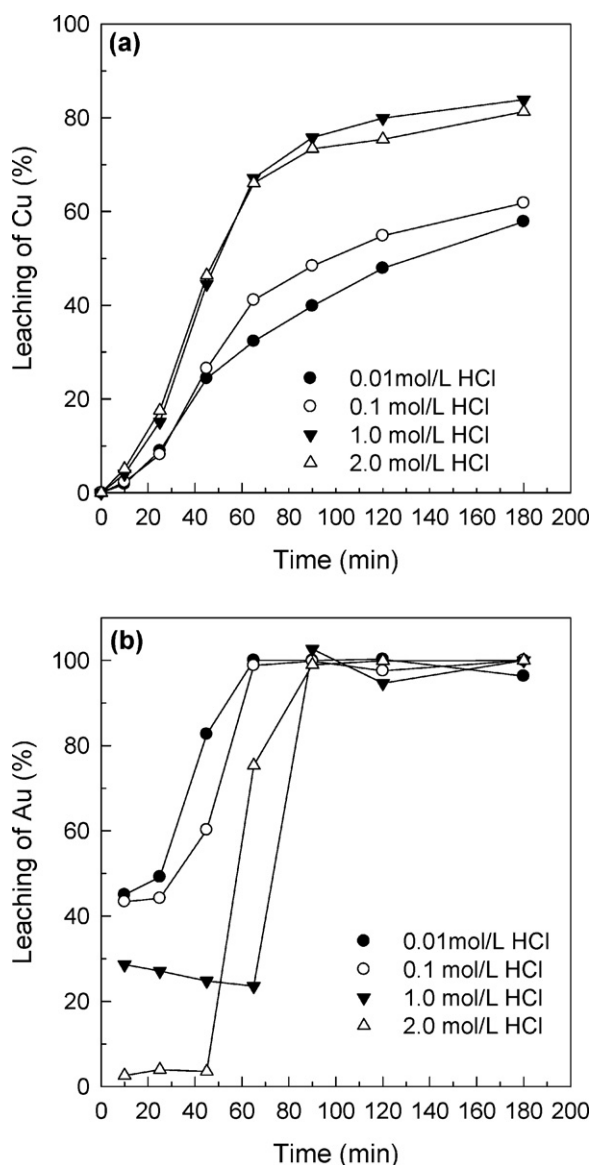 (a)
100
80
60
40
20
0
Leaching of Cu (%)
0.01mol/L HCl
0.1 mol/L HCl
1.0 mol/L HCl
2.0 mol/L HCl
0 20 40 60 80 100 120 140 160 180 200
Time (min)
(b)
100
80
60
40
20
0
Leaching of Au (%)
0.01mol/L HCl
0.1 mol/L HCl
1.0 mol/L HCl
2.0 mol/L HCl
0 20 40 60 80 100 120 140 160 180 200
Time (min)